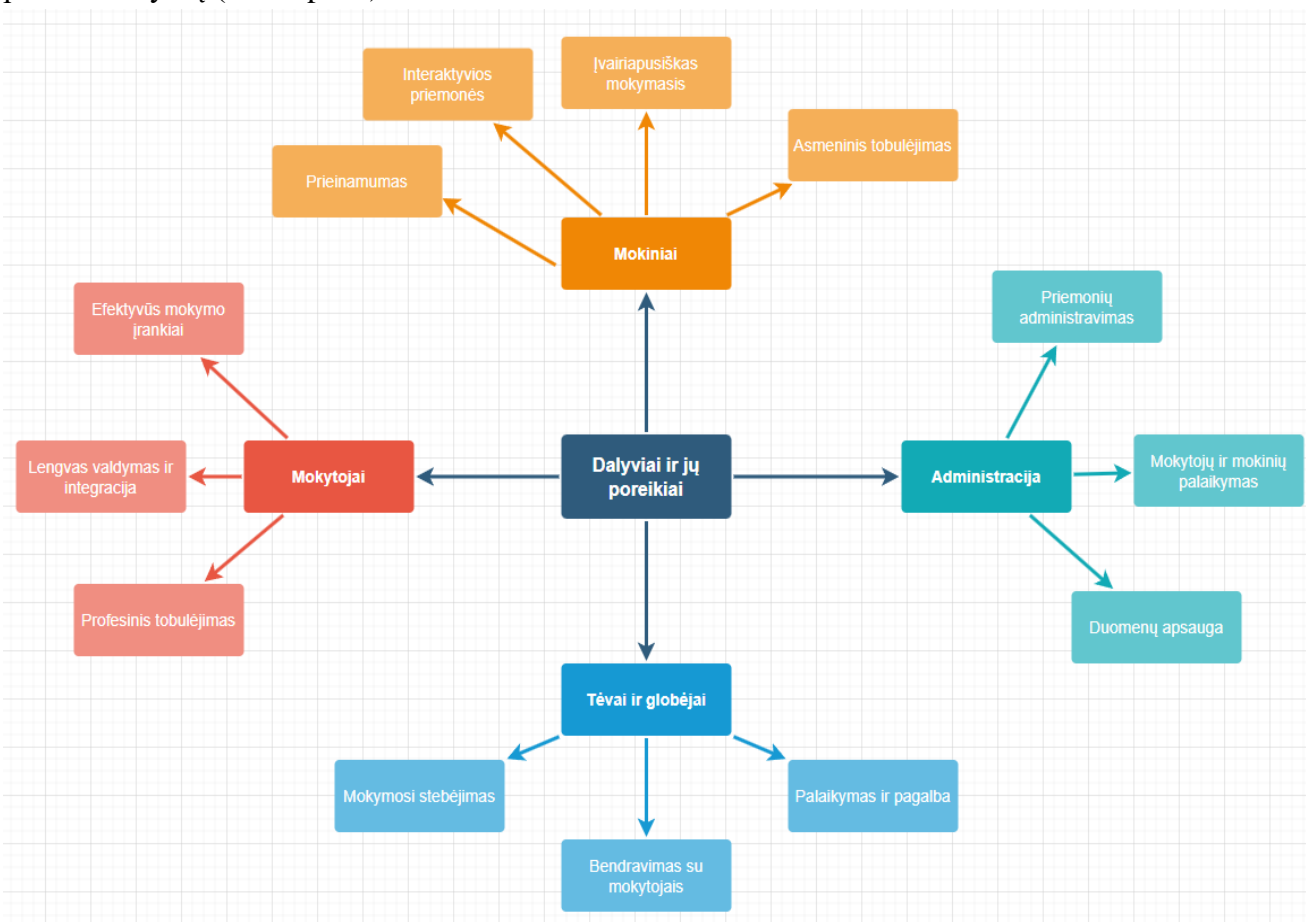 Interaktyvios
priemonės
Įvairiapusiškas
mokymasis
Asmeninis tobulėjimas
Prieinamumas
Mokiniai
Efektyvūs mokymo
įrankiai
Priemonių
administravimas
Lengvas valdymas ir
integracija
Mokytojai
Dalyviai ir jų
poreikiai
Administracija
Mokytojų ir mokinių
palaikymas
Profesinis tobulėjimas
Duomenų apsauga
Tėvai ir globėjai
Mokymosi stebėjimas
Palaikymas ir pagalba
Bendravimas su
mokytojais